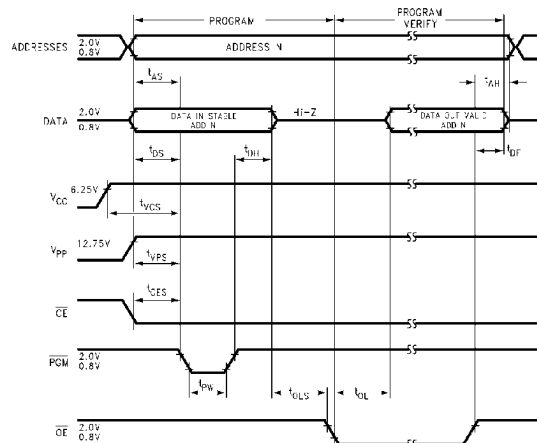 PROGRAM
PROGRAM
VERIFY
ADDRESSES
2.0V
0.8V
ADDRESS N
tAS
tAH
DATA
2.0V
0.8V
DATA IN STABLE
ADD N
Hi-Z
DATA OUT VALID
ADD N
tDS
tDH
tDF
VCC
6.25V
tVCS
VPP
12.75V
tVPS
CE
tCES
PGM
2.0V
0.8V
tPW
tOLS
tOL
OE
2.0V
0.8V